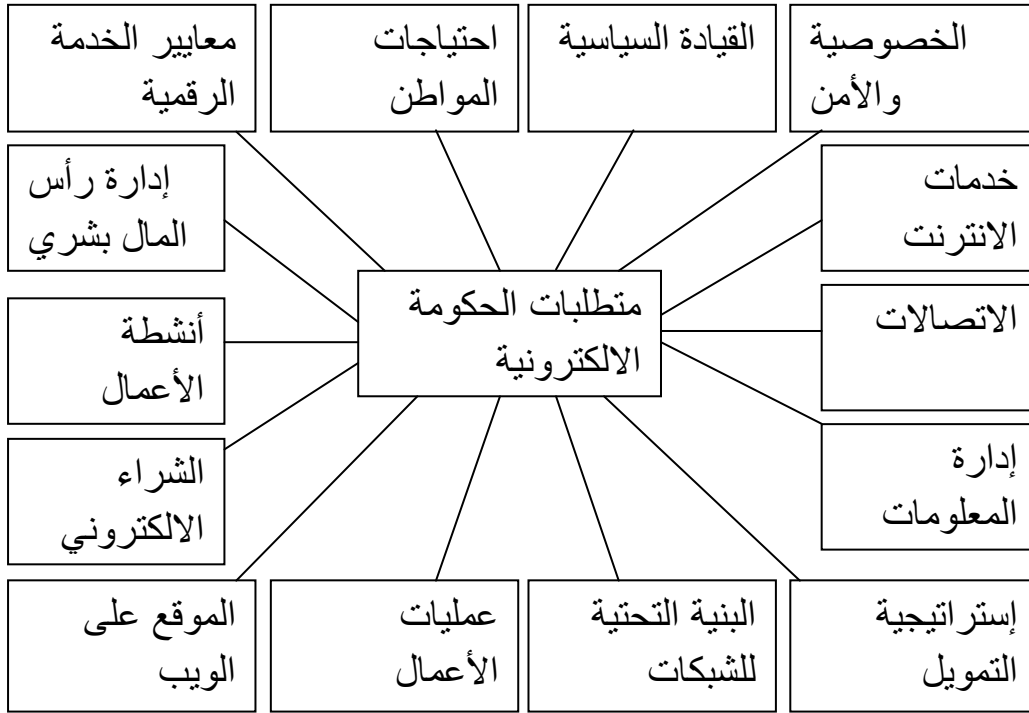 الخصوصية
والأمن
القيادة السياسية
احتياجات
المواطن
معايير الخدمة
الرقمية
خدمات
الانترنت
إدارة رأس
المال بشري
متطلبات الحكومة
الالكترونية
الاتصالات
أنشطة
الأعمال
إدارة
المعلومات
الشراء
الالكتروني
إستراتيجية
التمويل
البنية التحتية
للشبكات
عمليات
الأعمال
الموقع على
الويب